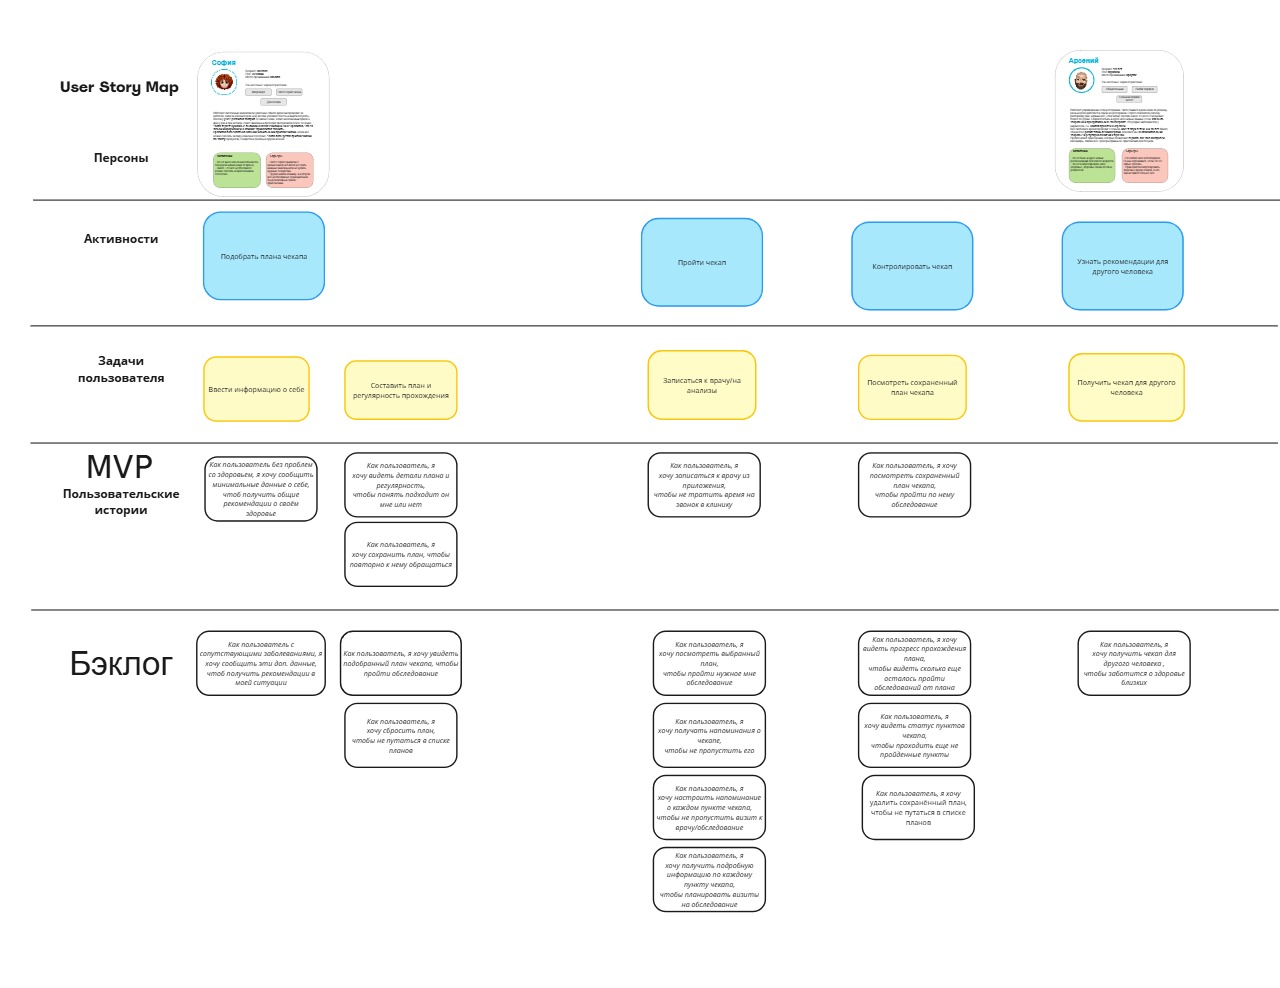 User Story Map
София
Арсений
Персоны
Активности
Подобрать плана чекапа
Пройти чекап
Контролировать чекап
Узнать рекомендации для
другого человека
Задачи
пользователя
Ввести информацию о себе
Составить план и
регулярность прохождения
Записаться к врачу/на
анализы
Посмотреть сохраненный
план чекапа
Получить чекап для другого
человека
MVP
Пользовательские
истории
Как пользователь без проблем
со здоровьем, я хочу сообщить
минимальные данные о себе,
чтоб получить общие
рекомендации о своём
здоровье
Как пользователь, я
хочу видеть детали плана и
регулярность,
чтобы понять подходит он
мне или нет
Как пользователь, я
хочу сохранить план, чтобы
повторно к нему обращаться
Как пользователь, я
хочу записаться к врачу из
приложения,
чтобы не тратить время на
звонок в клинику
Как пользователь, я хочу
посмотреть сохраненный
план чекапа,
чтобы пройти по нему
обследование
Бэклог
Как пользователь с
сопутствующими заболеваниями, я
хочу сообщить эти доп. данные,
чтоб получить рекомендации в
моей ситуации
Как пользователь, я хочу увидеть
подобранный план чекапа, чтобы
пройти обследование
Как пользователь, я
хочу сбросить план,
чтобы не путаться в списке
планов
Как пользователь, я
хочу посмотреть выбранный
план,
чтобы пройти нужное мне
обследование
Как пользователь, я
хочу получать напоминания о
чекапе,
чтобы не пропустить его
Как пользователь, я
хочу настроить напоминание
о каждом пункте чекапа,
чтобы не пропустить визит к
врачу/обследование
Как пользователь, я
хочу получить подробную
информацию по каждому
пункту чекапа,
чтобы планировать визиты
на обследование
Как пользователь, я хочу
видеть прогресс прохождения
плана,
чтобы видеть сколько еще
осталось пройти
обследований от плана
Как пользователь, я
хочу видеть статус пунктов
чекапа,
чтобы проходить еще не
пройденные пункты
Как пользователь, я хочу
удалить сохранённый план,
чтобы не путаться в списке
планов
Как пользователь, я
хочу получить чекап для
другого человека ,
чтобы заботится о здоровье
близких